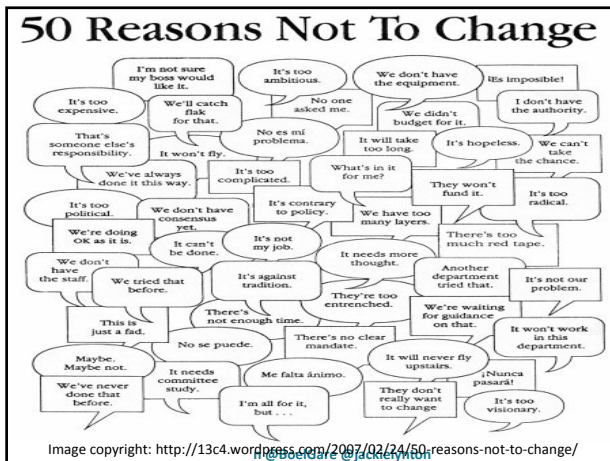 50 Reasons Not To Change
I'm not sure
my boss would
like it.
It's too
ambitious.
We don't have
the equipment.
¡Es imposible!
It's too
expensive.
We'll catch
flak
for that.
No one
asked me.
We didn't
budget for it.
I don't have
the authority.
That's
someone else's
responsibility.
It won't fly.
No es mí
problema.
It will take
too long.
It's hopeless.
We can't
take
the chance.
We've always
done it this way.
It's too
complicated.
What's in it
for me?
They won't
fund it.
It's too
radical.
It's too
political.
We don't have
consensus
yet.
It's contrary
to policy.
We have too
many layers.
We're doing
OK as it is.
It can't
be done.
It's not
my job.
There's too
much red tape.
We don't
have
the staff.
We tried that
before.
It's against
tradition.
It needs more
thought.
Another
department
tried that.
It's not our
problem.
They're too
entrenched.
There's
not enough time.
We're waiting
for guidance
on that.
This is
just a fad.
No se puede.
There's no clear
mandate.
It won't work
in this
department.
Maybe.
Maybe not.
It needs
committee
study.
Me falta ánimo.
It will never fly
upstairs.
¡Nunca
pasará!
We've never
done that
before.
I'm all for it,
but . . .
They don't
really want
to change
It's too
visionary.
Image copyright: http://13c4.wordpress.com/2007/02/24/50-reasons-not-to-change/
@BoelGare @jackielynton